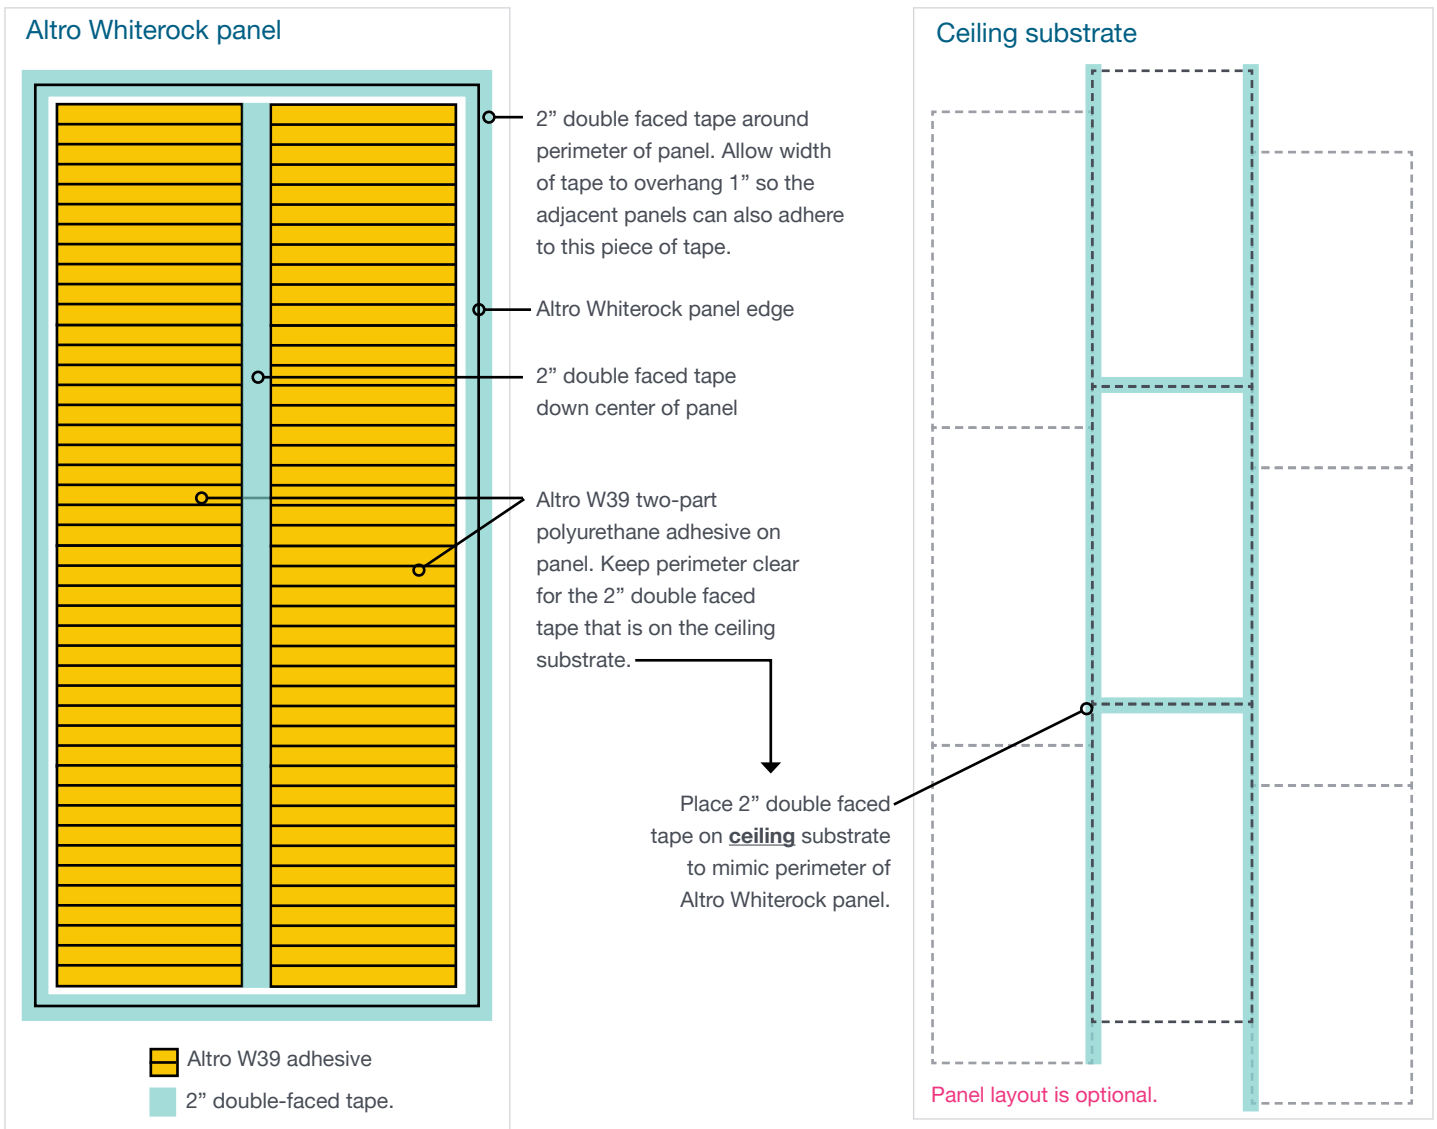 Altro Whiterock panel
2” double faced tape around
perimeter of panel. Allow width
of tape to overhang 1” so the
adjacent panels can also adhere
to this piece of tape.
Altro Whiterock panel edge
2” double faced tape
down center of panel
Altro W39 two-part
polyurethane adhesive on
panel. Keep perimeter clear
for the 2” double faced
tape that is on the ceiling
substrate.
Place 2” double faced
tape on ceiling substrate
to mimic perimeter of
Altro Whiterock panel.
Altro W39 adhesive
2” double-faced tape.
Ceiling substrate
Panel layout is optional.